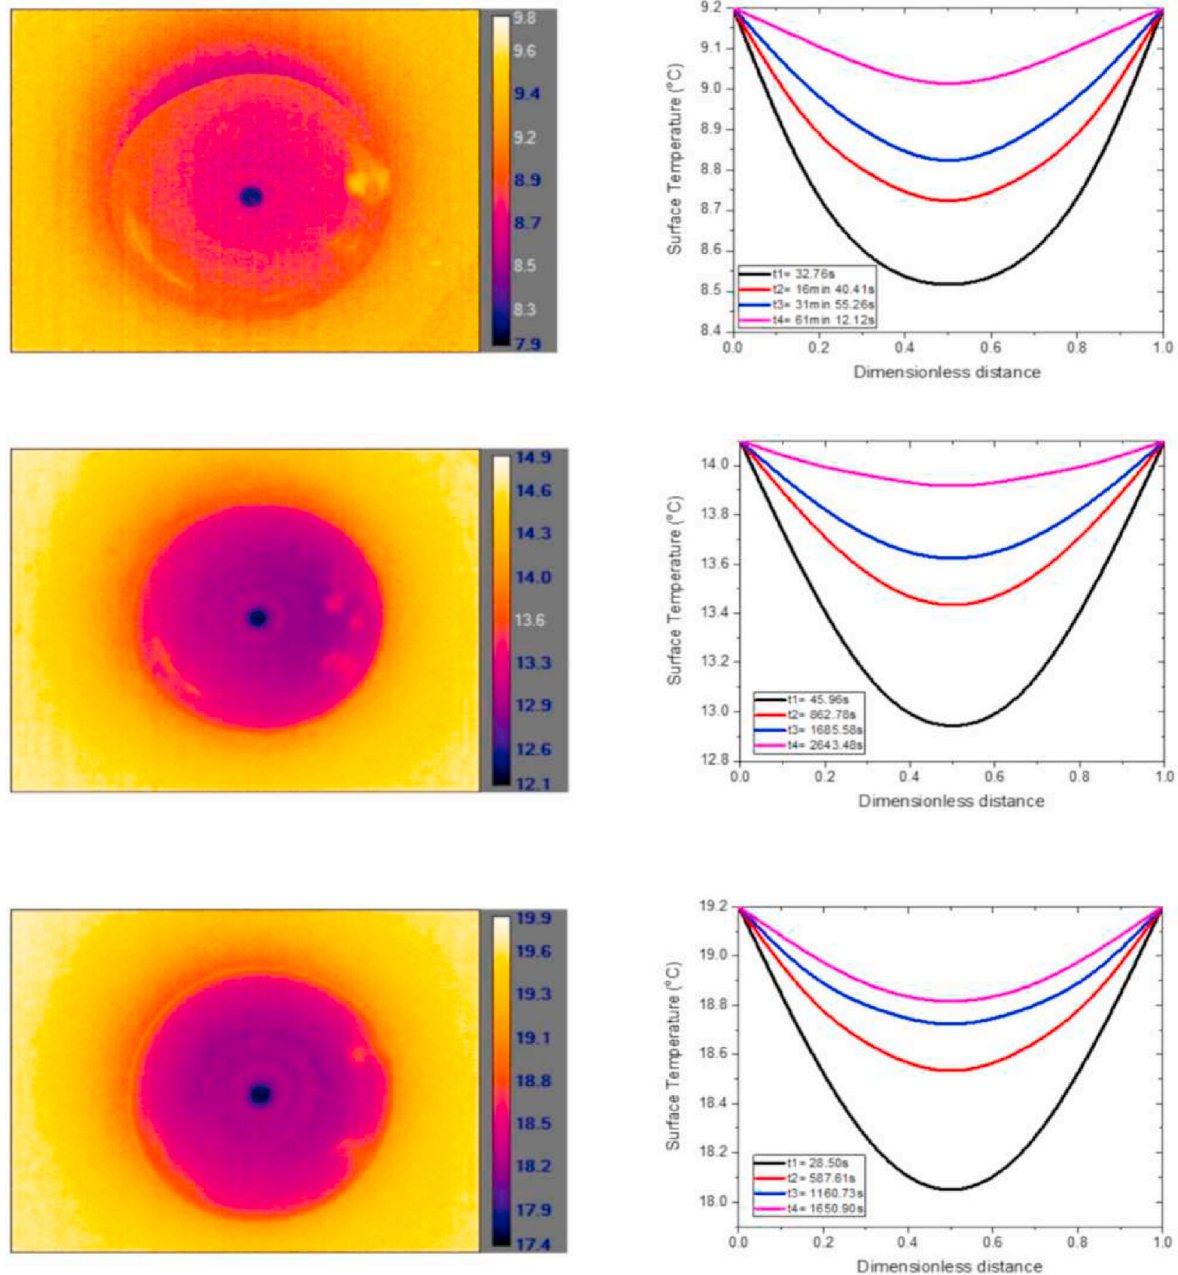 9.8
9.6
9.4
9.2
8.9
8.7
8.5
8.3
7.9
9.2
9.1
9.0
8.9
8.8
8.7
8.6
8.5
8.4
Surface Temperature (°C)
t1= 32.76s
t2= 16min 40.41s
t3= 31min 55.26s
t4= 61min 12.12s
0.0 0.2 0.4 0.6 0.8 1.0
Dimensionless distance
14.9
14.6
14.3
14.0
13.6
13.3
12.9
12.6
12.1
14.0
13.8
13.6
13.4
13.2
13.0
12.8
Surface Temperature (°C)
t1= 45.96s
t2= 862.78s
t3= 1685.58s
t4= 2643.48s
0.0 0.2 0.4 0.6 0.8 1.0
Dimensionless distance
19.9
19.6
19.3
19.1
18.8
18.5
18.2
17.9
17.4
19.2
19.0
18.8
18.6
18.4
18.2
18.0
Surface Temperature (°C)
t1= 28.50s
t2= 587.61s
t3= 1160.73s
t4= 1650.90s
0.0 0.2 0.4 0.6 0.8 1.0
Dimensionless distance